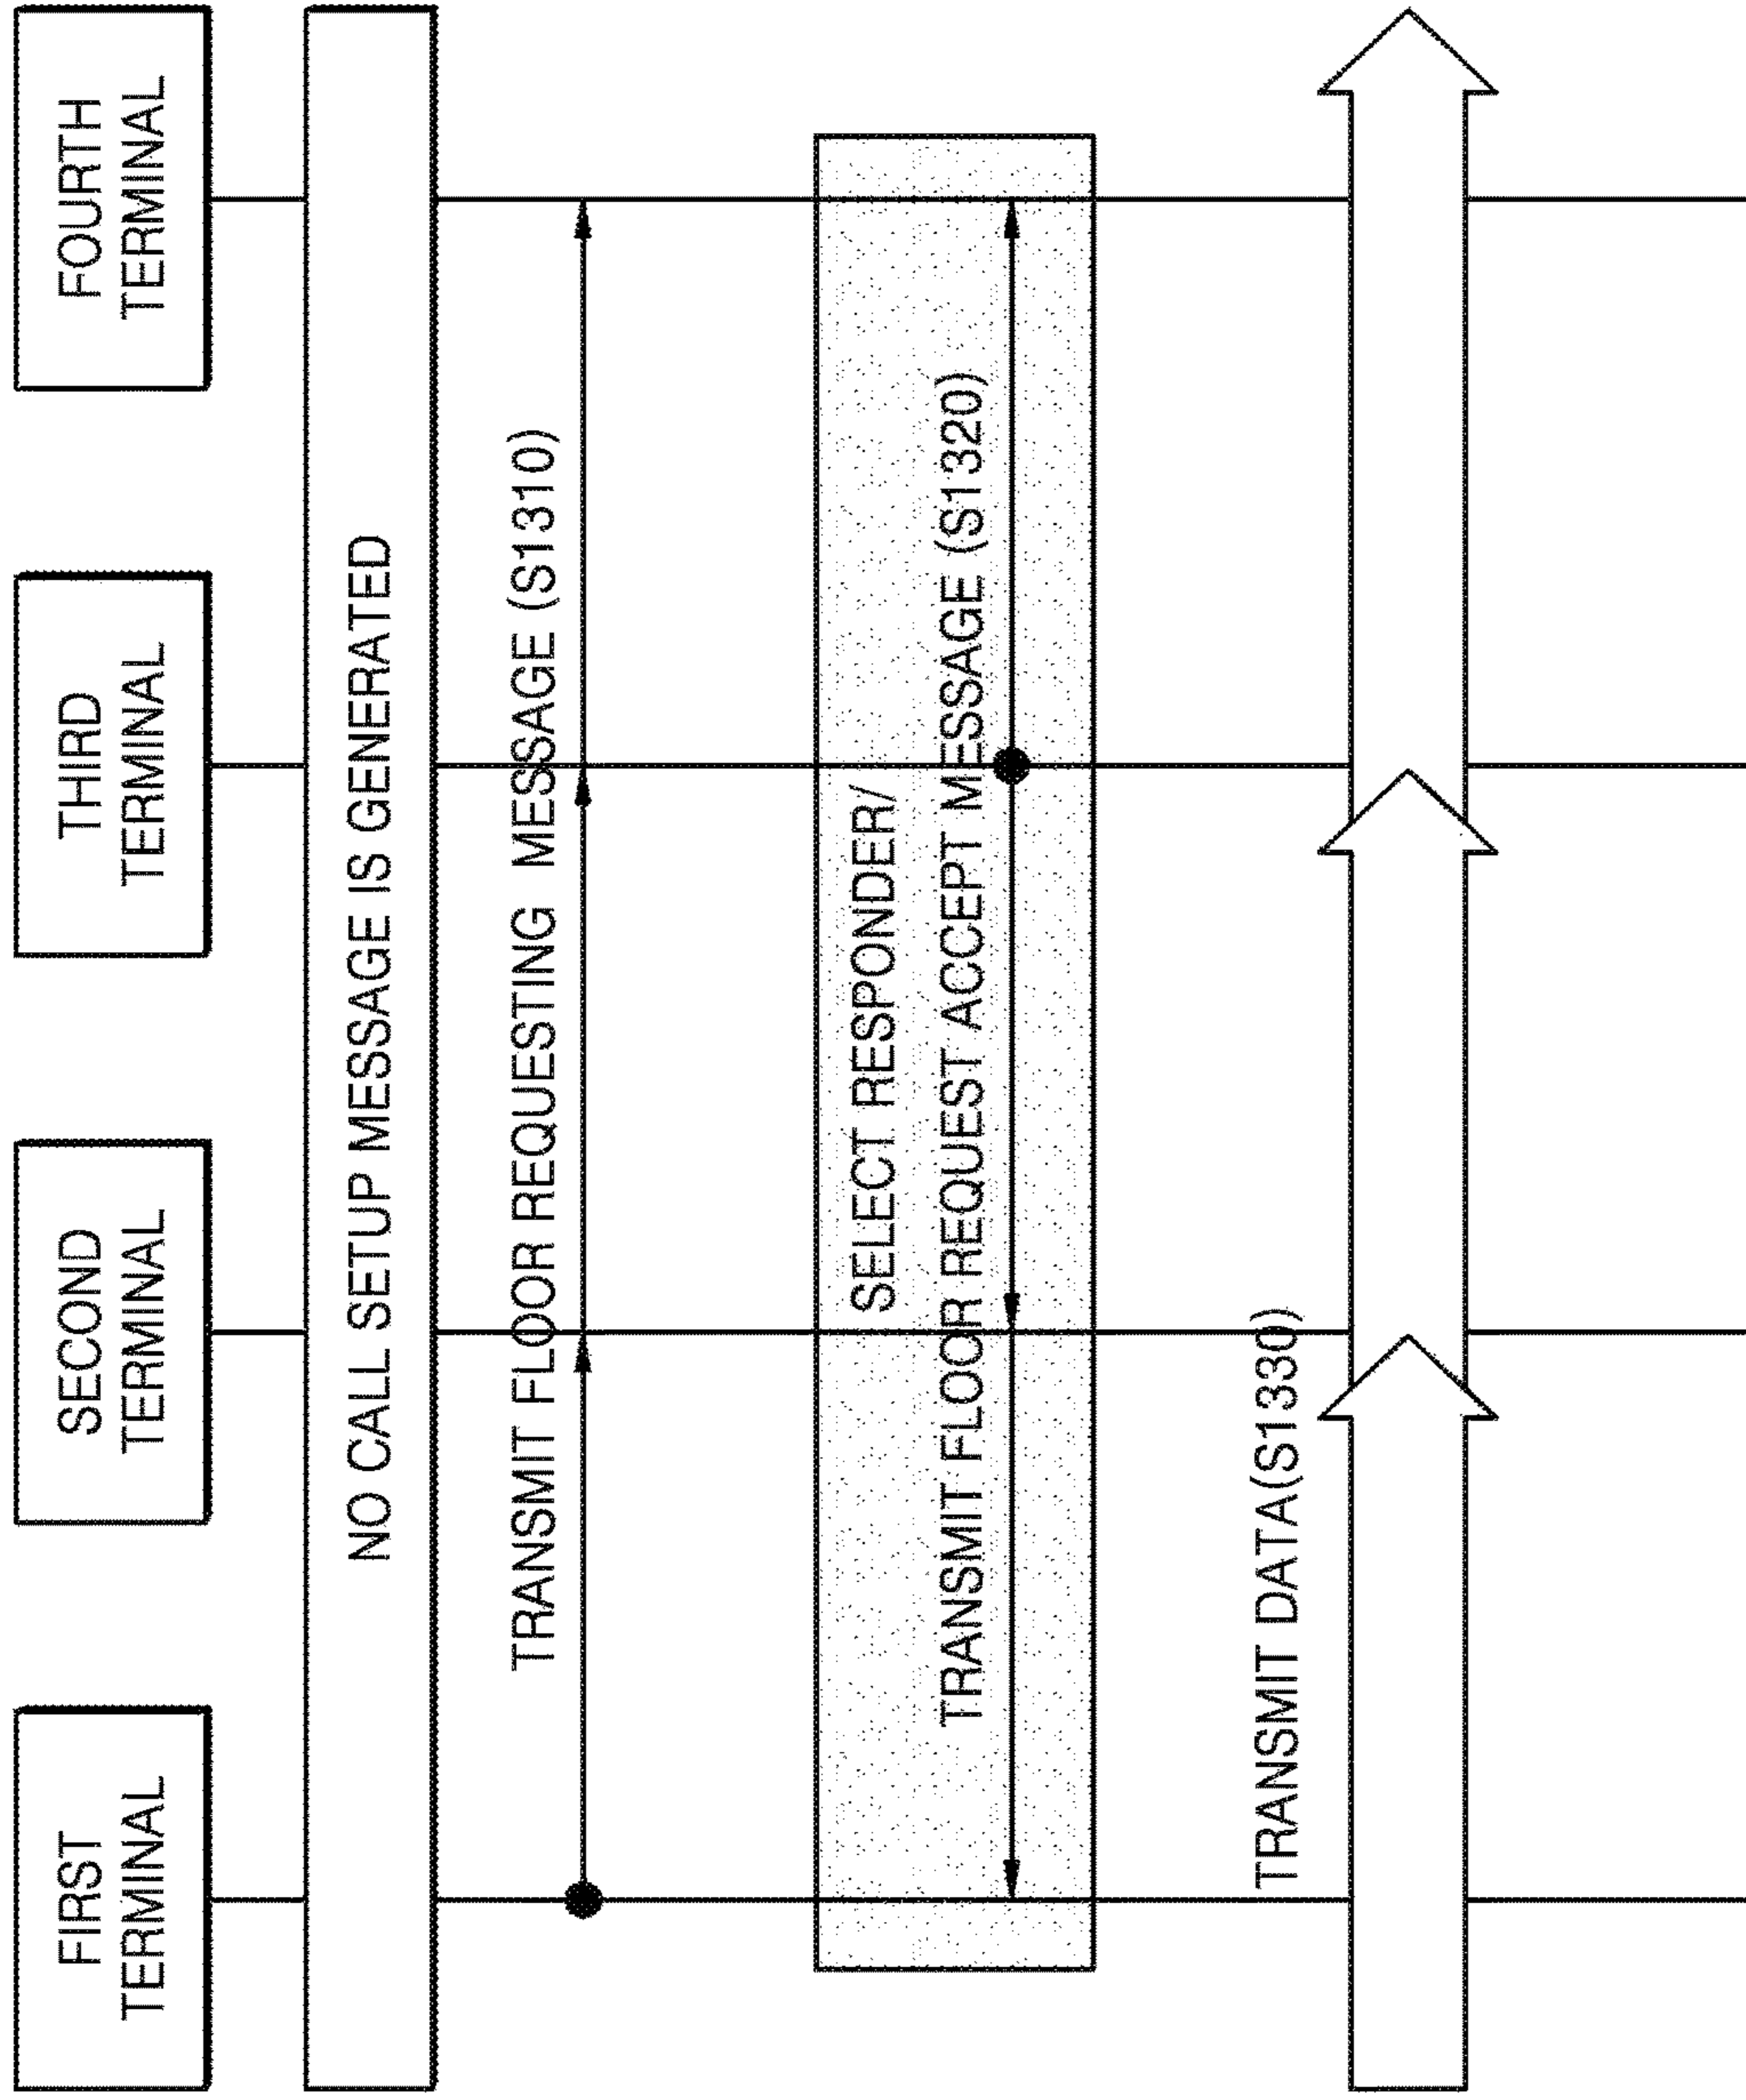 FIRST
TERMINAL
SECOND
TERMINAL
THIRD
TERMINAL
FOURTH
TERMINAL
NO CALL SETUP MESSAGE IS GENERATED
TRANSMIT FLOOR REQUESTING MESSAGE (S1310)
SELECT RESPONDER/
TRANSMIT FLOOR REQUEST ACCEPT MESSAGE (S1320)
TRANSMIT DATA(S1330)